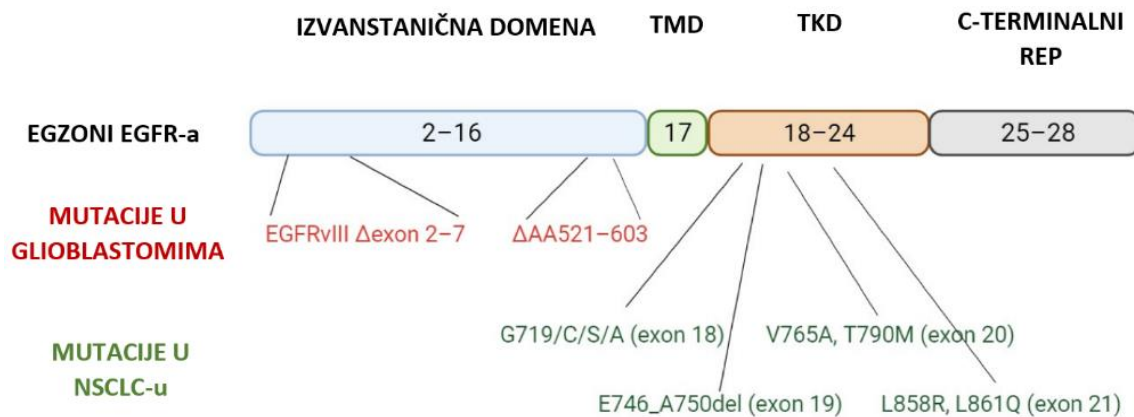 IZVANSTANIČNA DOMENA TMD TKD C-TERMINALNI
REP
EGZONI EGFR-a 2–16 17 18–24 25–28
MUTACIJE U
GLIOBLASTOMIMA
EGFRvIII Δexon 2–7 ΔAA521–603
MUTACIJE U
NSCLC-u
G719/C/S/A (exon 18) V765A, T790M (exon 20)
E746_A750del (exon 19) L858R, L861Q (exon 21)